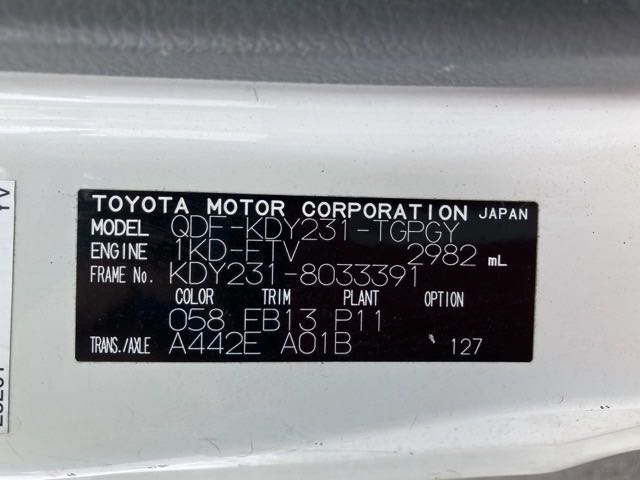 TOYOTA MOTOR CORPORATION JAPAN
MODEL QDF-KDY231-TGPGY
ENGINE 1KD-FTV 2982 mL
FRAME No. KDY231-8033391
COLOR TRIM PLANT OPTION
058 FB13 P11
TRANS./AXLE A442E A01B 127